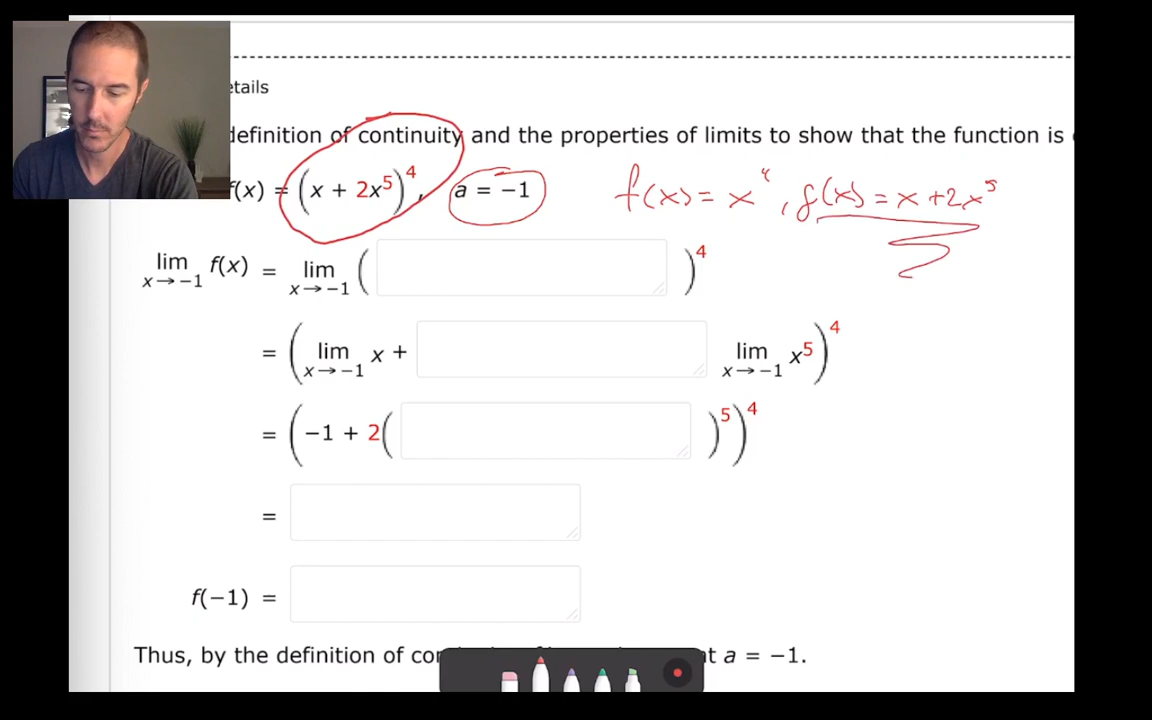 etails
definition of continuity and the properties of limits to show that the function is
f(x) = (x + 2x⁵)⁴, a = −1 f(x) = x⁴, g(x) = x + 2x⁵
lim x→−1 f(x) = lim x→−1 ( )⁴
= ( lim x→−1 x + lim x→−1 x⁵ )⁴
= ( −1 + 2( )⁵ )⁴
=
f(−1) =
Thus, by the definition of at a = −1.